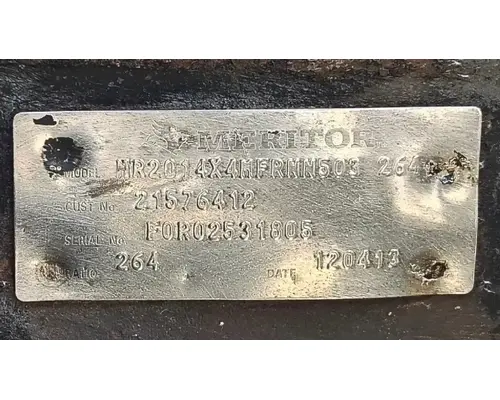 MERITOR
MODEL MR2014X4MFRNN503 264
CUST No. 21576412
SERIAL No. FOR02531805
RATIO 264 DATE 120413